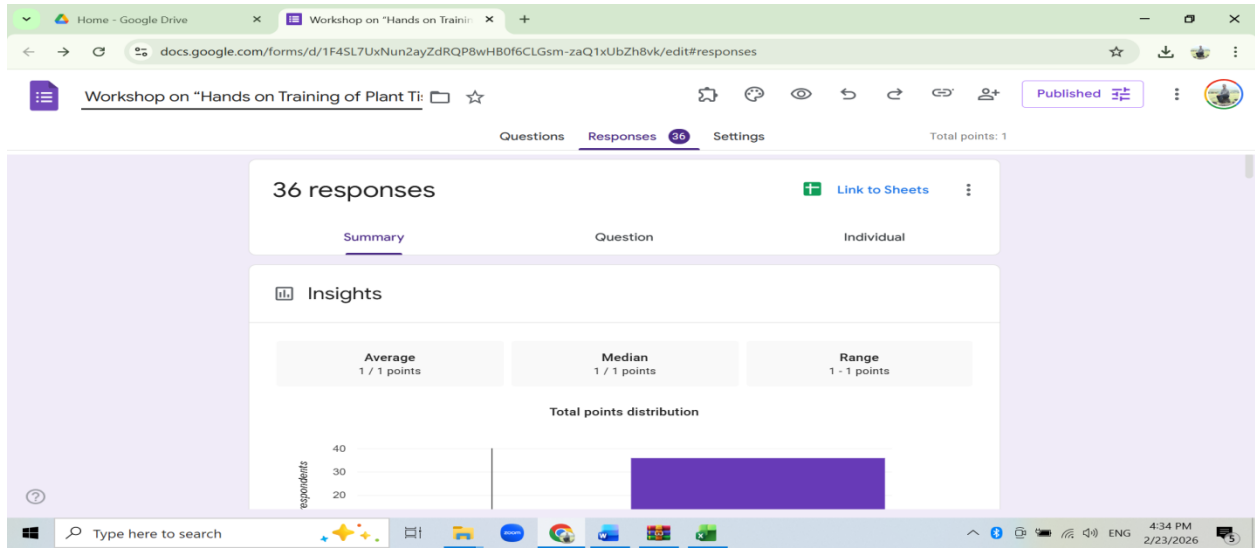 Home - Google Drive
Workshop on "Hands on Trainin
docs.google.com/forms/d/1F4SL7UxNun2ayZdRQP8wHB0f6CLGsm-zaQ1xUbZh8vk/edit#responses
Workshop on "Hands on Training of Plant Ti
Published
Questions Responses 36 Settings Total points: 1
36 responses
Link to Sheets
Summary Question Individual
Insights
Average Median Range
1 / 1 points 1 / 1 points 1 - 1 points
Total points distribution
40
30
20
Type here to search
zoom
ENG
4:34 PM
2/23/2026
5